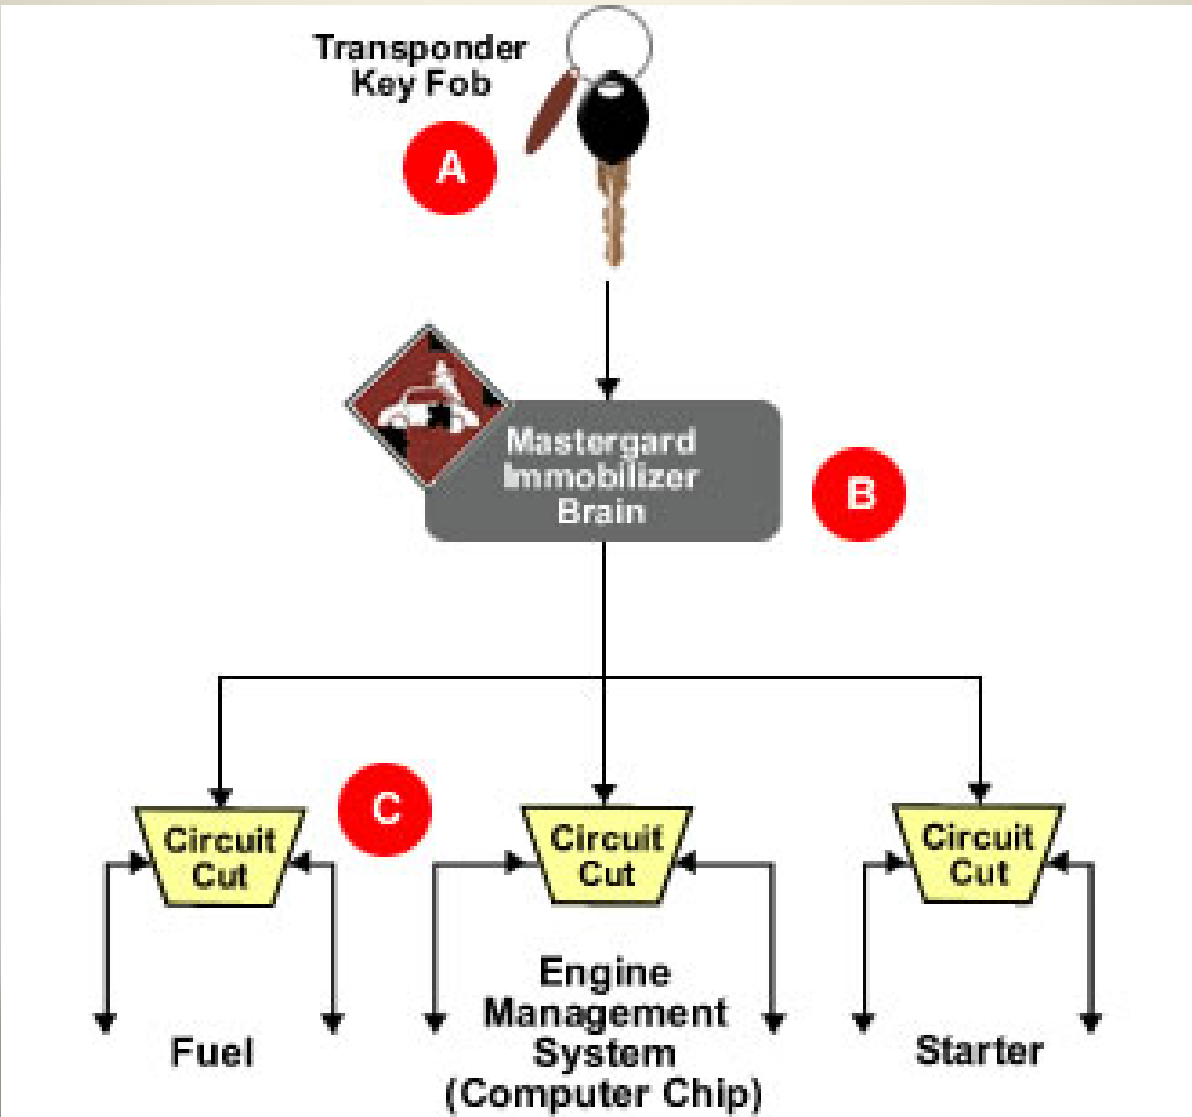 Transponder
Key Fob
A
Mastergard
Immobilizer
Brain
B
C
Circuit
Cut
Circuit
Cut
Circuit
Cut
Fuel
Engine
Management
System
(Computer Chip)
Starter